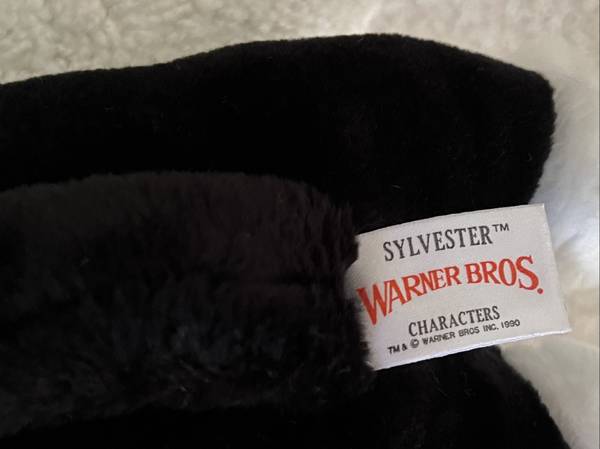 SYLVESTER™
WARNER BROS.
CHARACTERS
TM & © WARNER BROS INC. 1990